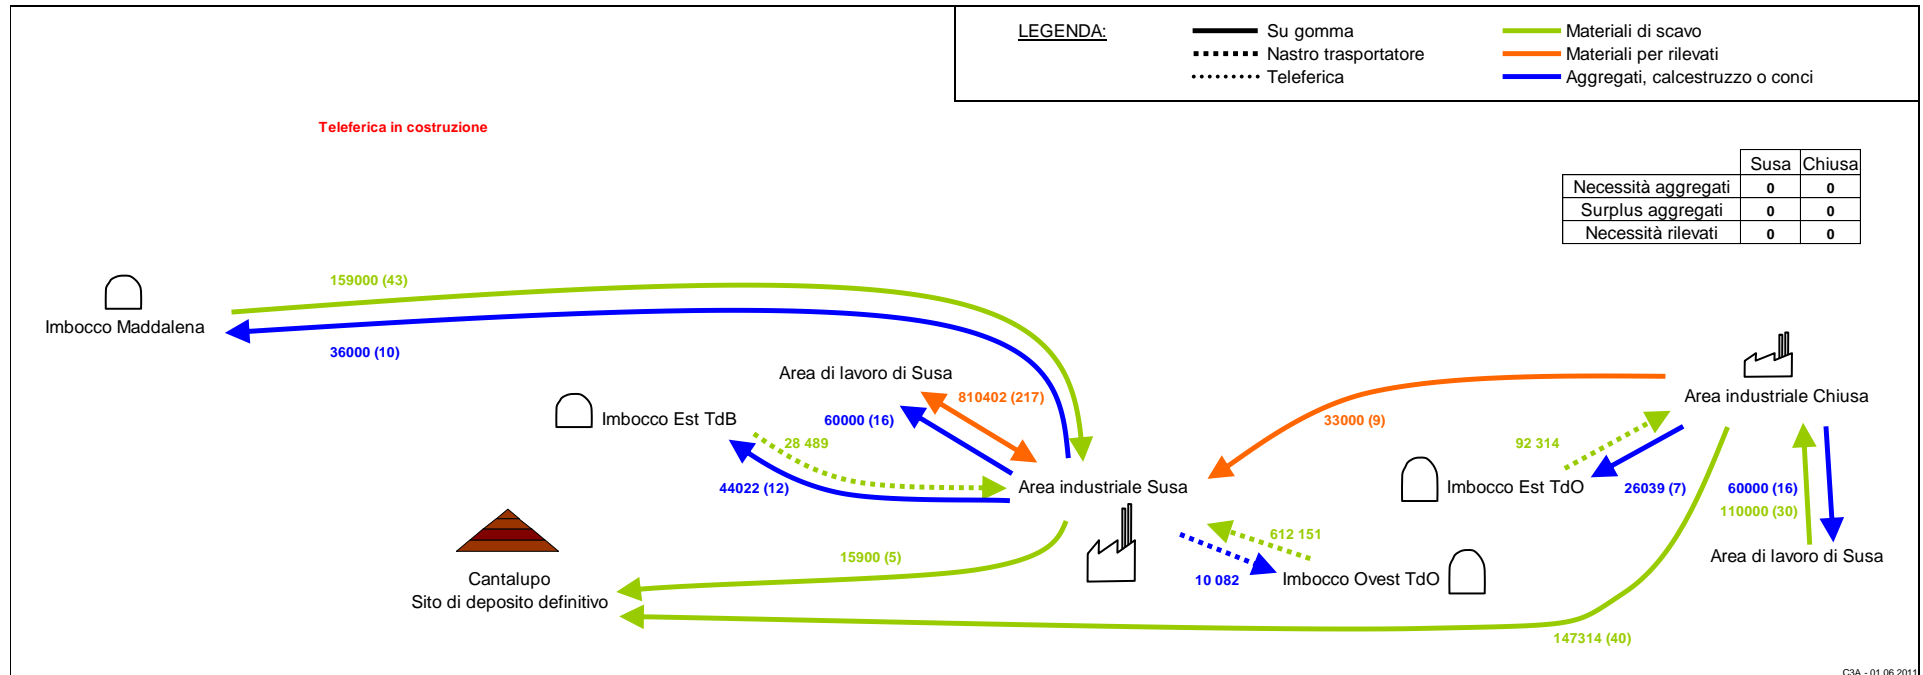 LEGENDA:
Su gomma
Nastro trasportatore
Teleferica
Materiali di scavo
Materiali per rilevati
Aggregati, calcestruzzo o conci
Teleferica in costruzione
Susa Chiusa
Necessità aggregati 0 0
Surplus aggregati 0 0
Necessità rilevati 0 0
159000 (43)
Imbocco Maddalena
36000 (10)
Area di lavoro di Susa
810402 (217)
60000 (16)
Imbocco Est TdB
28 489
44022 (12)
Area industriale Susa
33000 (9)
Area industriale Chiusa
92 314
Imbocco Est TdO
26039 (7)
60000 (16)
110000 (30)
Area di lavoro di Susa
612 151
10 082
Imbocco Ovest TdO
15900 (5)
Cantalupo
Sito di deposito definitivo
147314 (40)
C3A - 01.06.2011